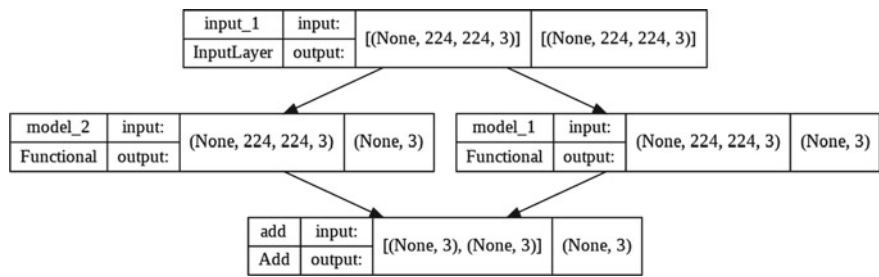 input_1 input: [(None, 224, 224, 3)] [(None, 224, 224, 3)]
InputLayer output:
model_2 input: (None, 224, 224, 3) (None, 3)
Functional output:
model_1 input: (None, 224, 224, 3) (None, 3)
Functional output:
add input: [(None, 3), (None, 3)] (None, 3)
Add output: